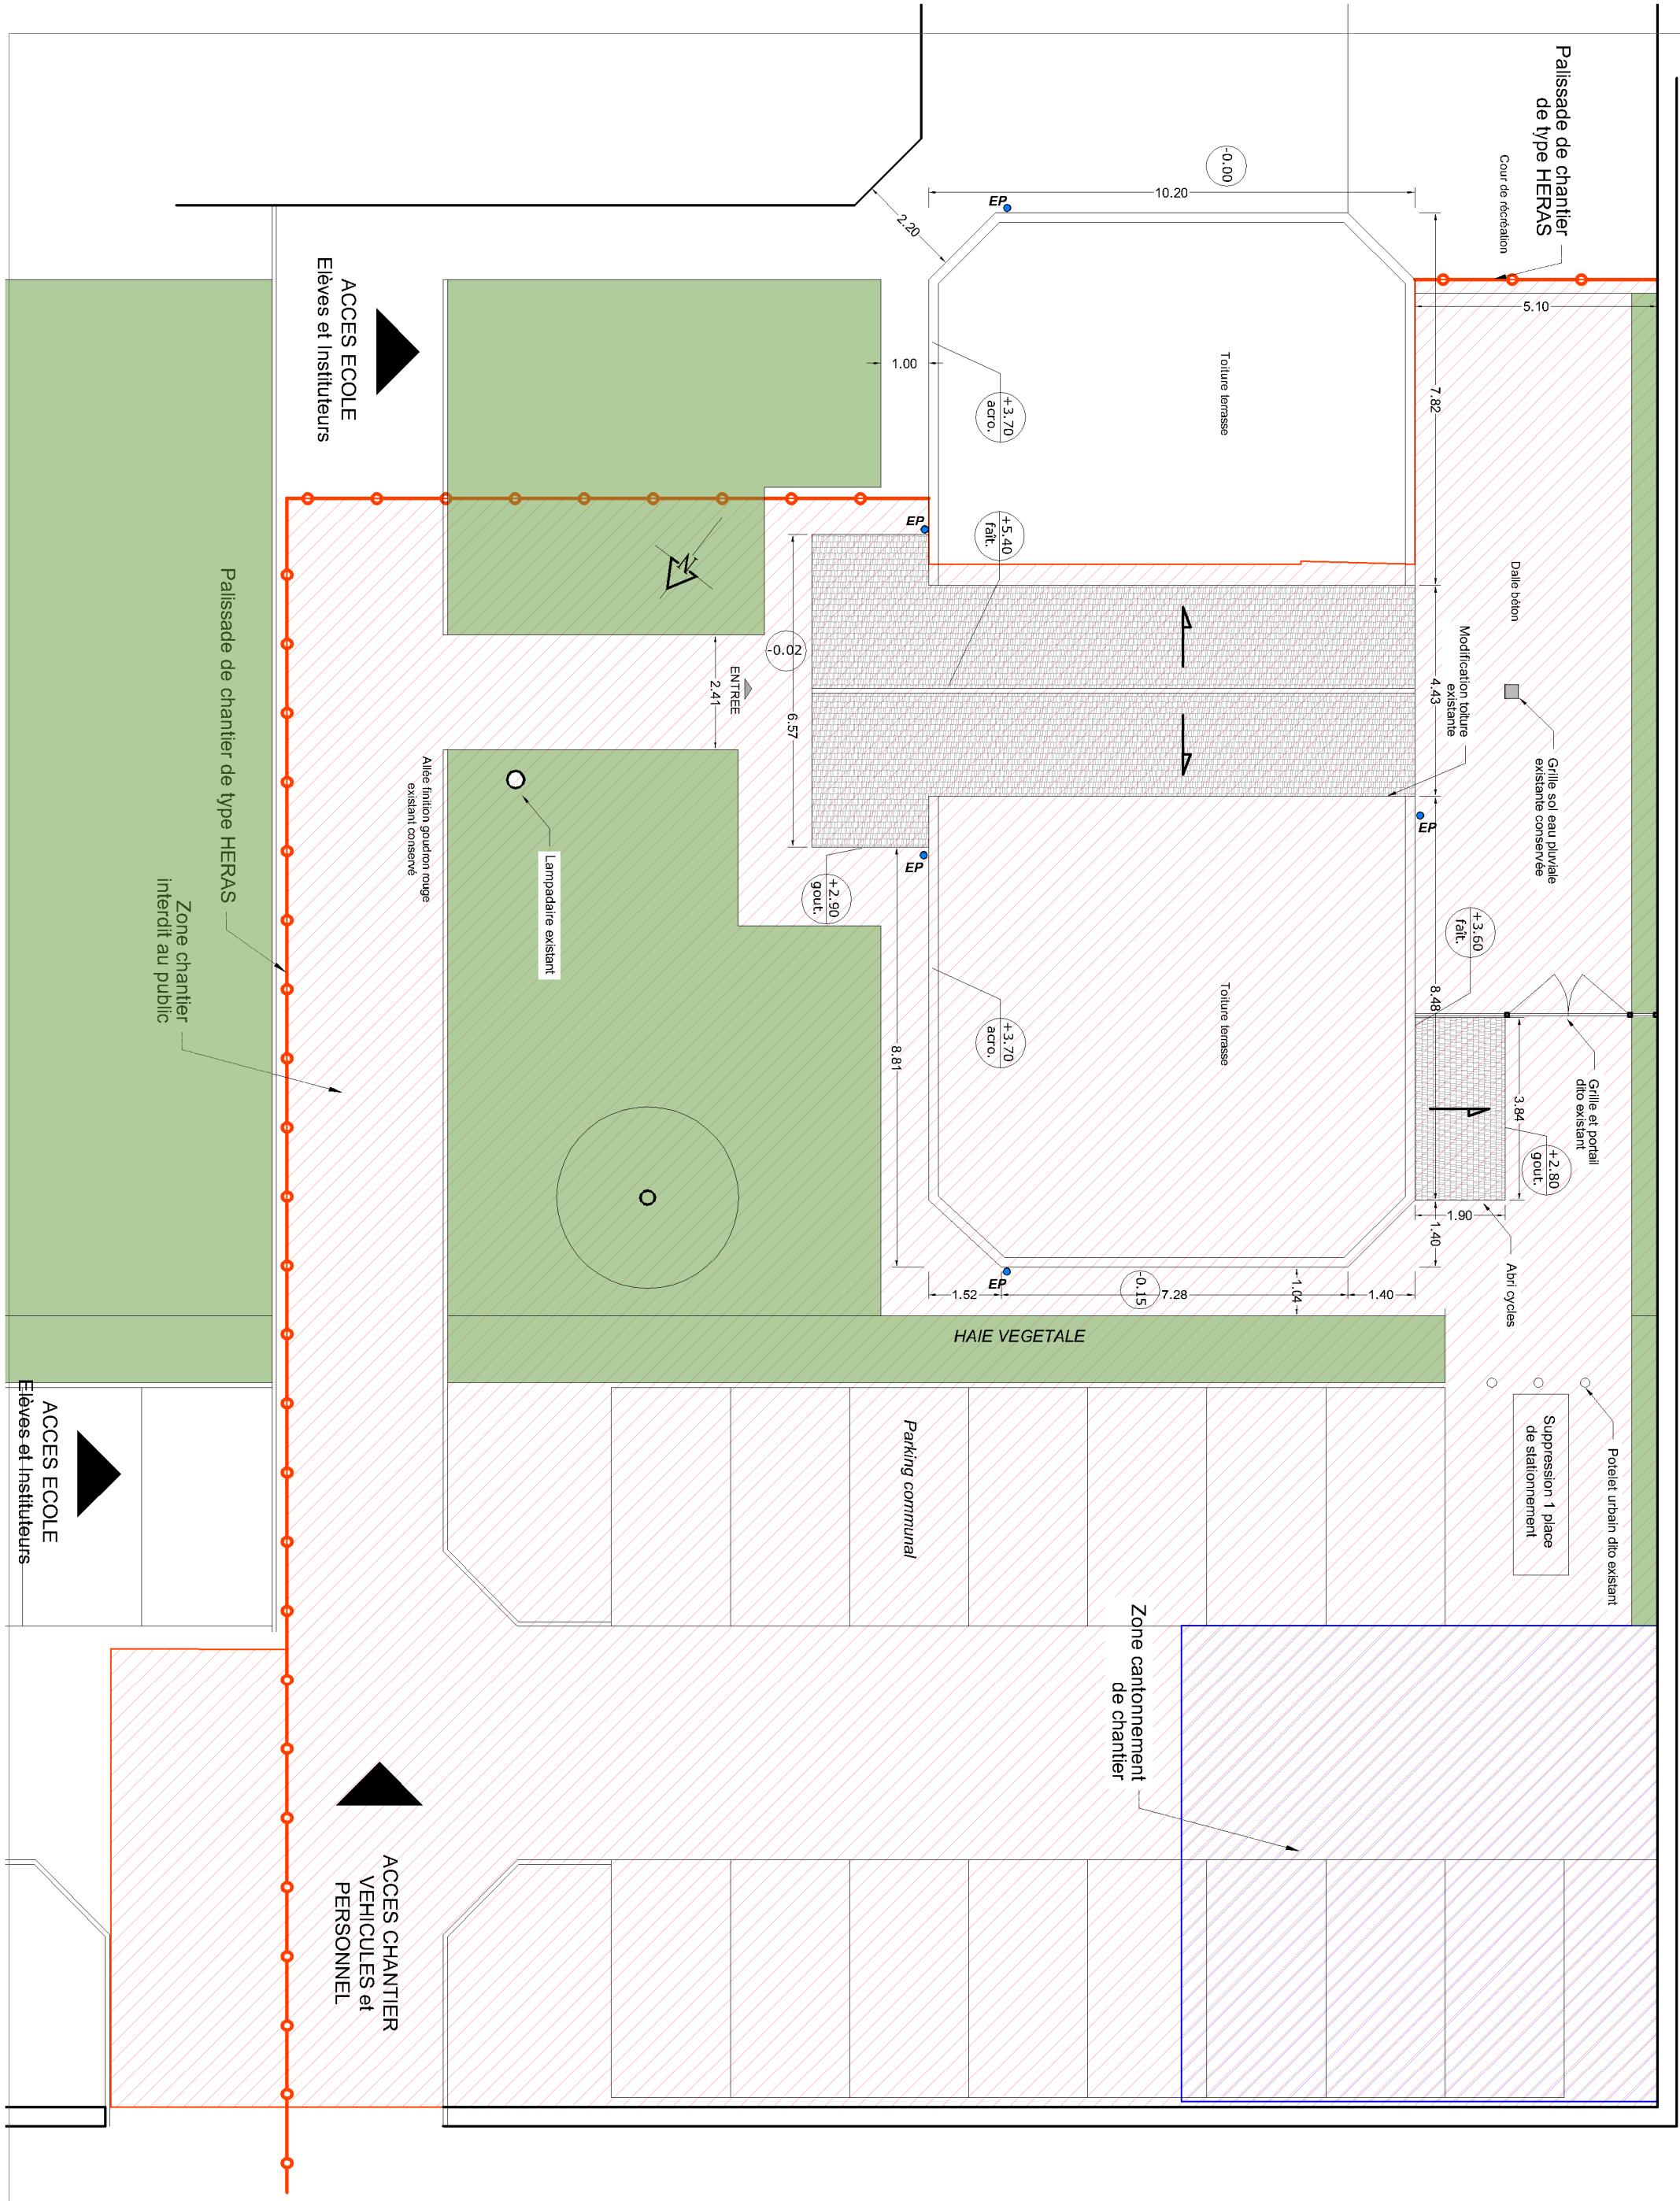 Palissade de chantier
de type HERAS
Cour de récréation
-0.00
10.20
EP
2.20
5.10
7.82
Toiture terrasse
1.00
+3.70
acro.
ACCES ECOLE
Elèves et Instituteurs
EP
+5.40
faît.
Dalle béton
Modification toiture
existante
4.43
Grille sol eau pluviale
existante conservée
N
-0.02
ENTREE
2.41
6.57
EP
EP
+2.90
gout.
Allée finition goudron rouge
existant conservé
Lampadaire existant
Palissade de chantier de type HERAS
Zone chantier
interdit au public
+3.60
faît.
8.48
Toiture terrasse
+3.70
acro.
8.81
Grille et portail
dito existant
3.84
+2.80
gout.
1.90
1.40
Abri cycles
EP
1.52
-0.15
7.28
1.04
1.40
HAIE VEGETALE
Potelet urbain dito existant
Suppression 1 place
de stationnement
Parking communal
ACCES ECOLE
Elèves et Instituteurs
Zone cantonnement
de chantier
ACCES CHANTIER
VEHICULES et
PERSONNEL